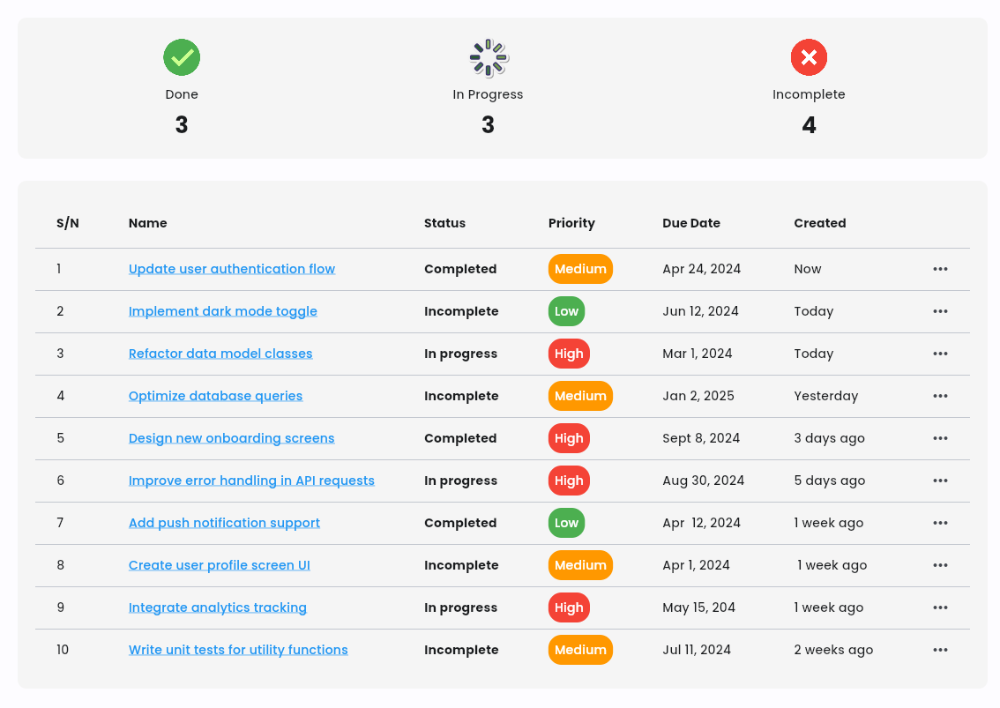 Done In Progress Incomplete
3 3 4
S/N Name Status Priority Due Date Created
1 Update user authentication flow Completed Medium Apr 24, 2024 Now •••
2 Implement dark mode toggle Incomplete Low Jun 12, 2024 Today •••
3 Refactor data model classes In progress High Mar 1, 2024 Today •••
4 Optimize database queries Incomplete Medium Jan 2, 2025 Yesterday •••
5 Design new onboarding screens Completed High Sept 8, 2024 3 days ago •••
6 Improve error handling in API requests In progress High Aug 30, 2024 5 days ago •••
7 Add push notification support Completed Low Apr  12, 2024 1 week ago •••
8 Create user profile screen UI Incomplete Medium Apr 1, 2024 1 week ago •••
9 Integrate analytics tracking In progress High May 15, 204 1 week ago •••
10 Write unit tests for utility functions Incomplete Medium Jul 11, 2024 2 weeks ago •••